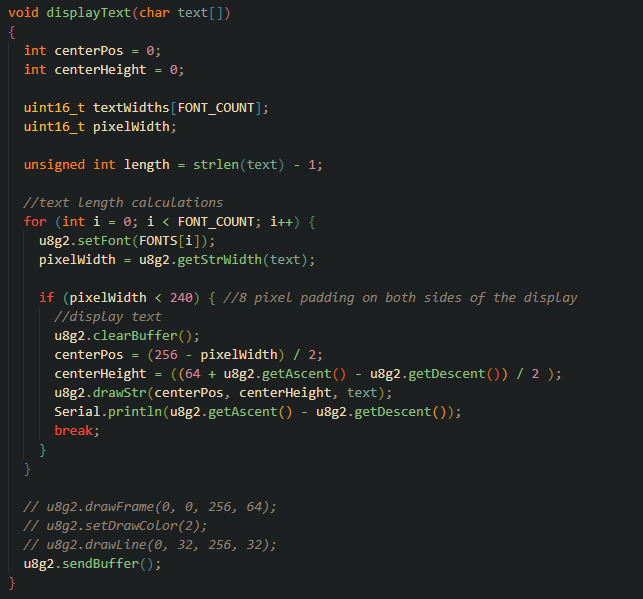 void displayText(char text[])
{
  int centerPos = 0;
  int centerHeight = 0;

  uint16_t textWidths[FONT_COUNT];
  uint16_t pixelWidth;

  unsigned int length = strlen(text) - 1;

  //text length calculations
  for (int i = 0; i < FONT_COUNT; i++) {
    u8g2.setFont(FONTS[i]);
    pixelWidth = u8g2.getStrWidth(text);

    if (pixelWidth < 240) { //8 pixel padding on both sides of the display
      //display text
      u8g2.clearBuffer();
      centerPos = (256 - pixelWidth) / 2;
      centerHeight = ((64 + u8g2.getAscent() - u8g2.getDescent()) / 2 );
      u8g2.drawStr(centerPos, centerHeight, text);
      Serial.println(u8g2.getAscent() - u8g2.getDescent());
      break;
    }
  }

  // u8g2.drawFrame(0, 0, 256, 64);
  // u8g2.setDrawColor(2);
  // u8g2.drawLine(0, 32, 256, 32);
  u8g2.sendBuffer();
}